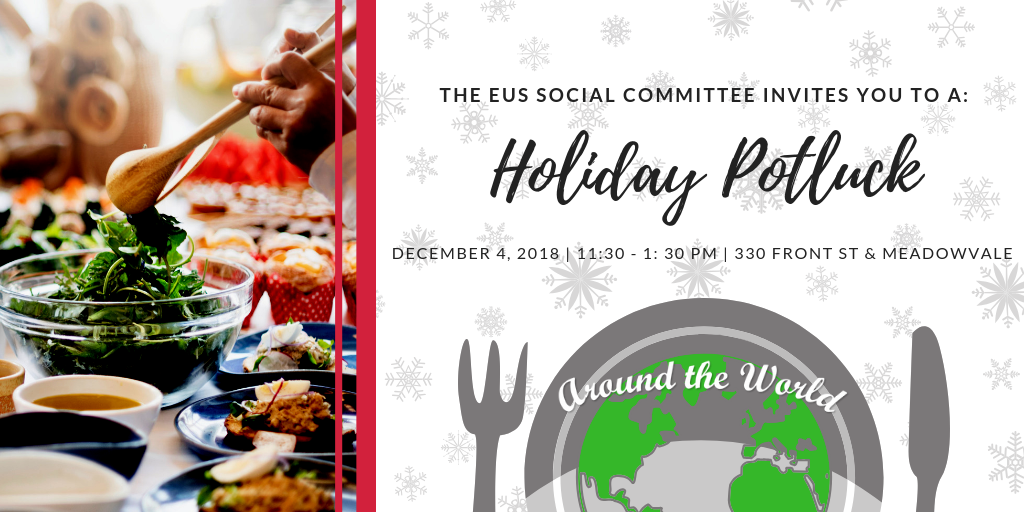 THE EUS SOCIAL COMMITTEE INVITES YOU TO A:
Holiday Potluck
DECEMBER 4, 2018 | 11:30 - 1: 30 PM | 330 FRONT ST & MEADOWVALE
Around the World